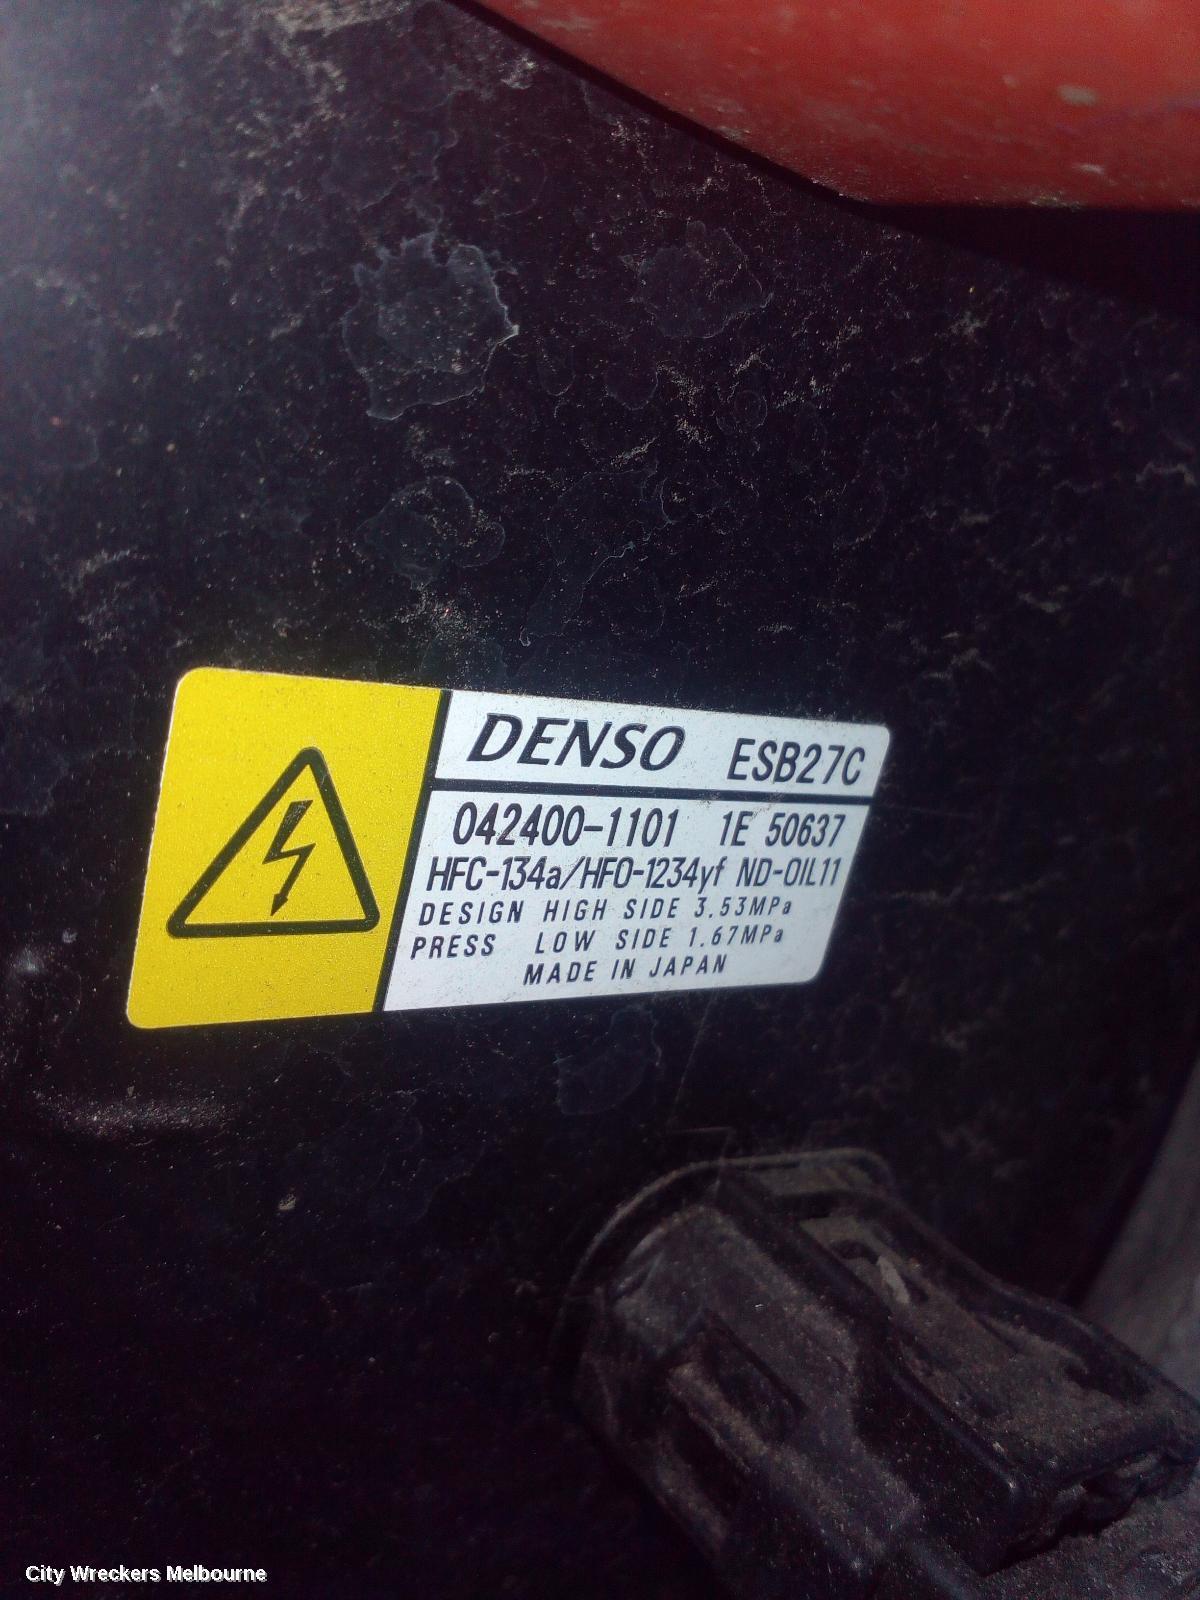 DENSO ESB27C
042400-1101 1E 50637
HFC-134a/HFO-1234yf ND-OIL11
DESIGN HIGH SIDE 3.53MPa
PRESS LOW SIDE 1.67MPa
MADE IN JAPAN
City Wreckers Melbourne